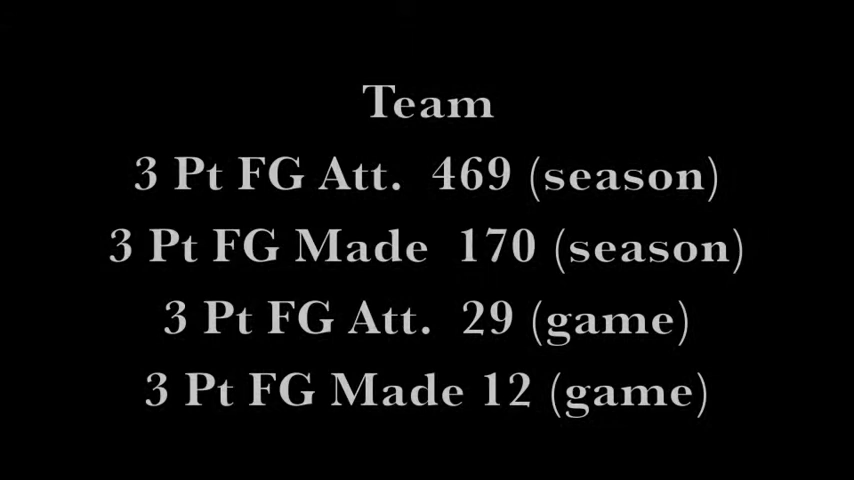 Team
3 Pt FG Att.  469 (season)
3 Pt FG Made  170 (season)
3 Pt FG Att.  29 (game)
3 Pt FG Made 12 (game)